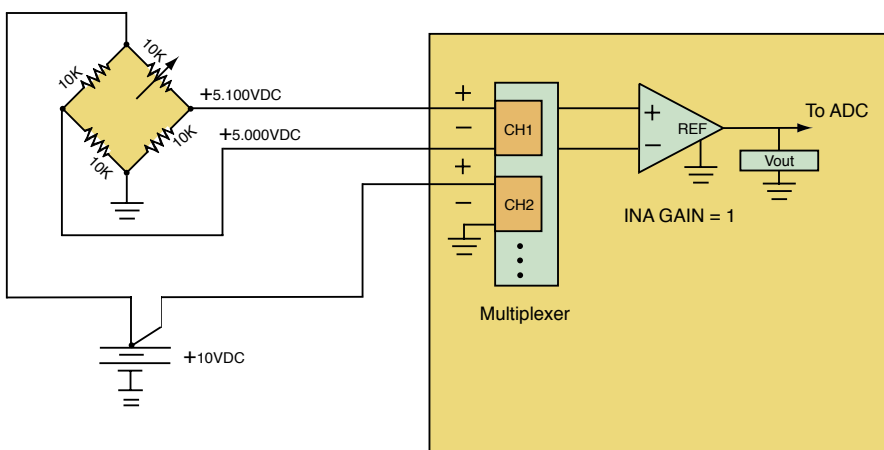 10K
10K
10K
10K
+5.100VDC
+5.000VDC
+
−
CH1
+
−
CH2
Multiplexer
+
−
REF
INA GAIN = 1
To ADC
Vout
+10VDC